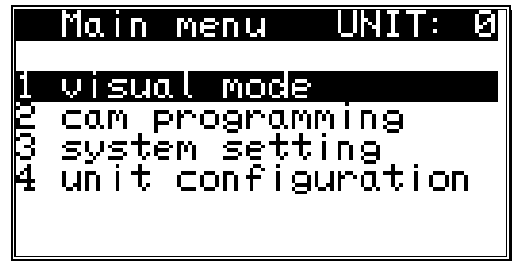 Main menu UNIT: 0
1 visual mode
2 cam programming
3 system setting
4 unit configuration